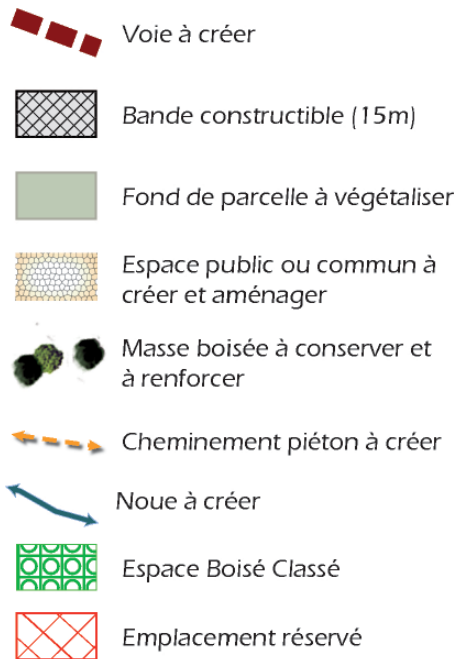 Voie à créer
Bande constructible (15m)
Fond de parcelle à végétaliser
Espace public ou commun à
créer et aménager
Masse boisée à conserver et
à renforcer
Cheminement piéton à créer
Noue à créer
Espace Boisé Classé
Emplacement réservé